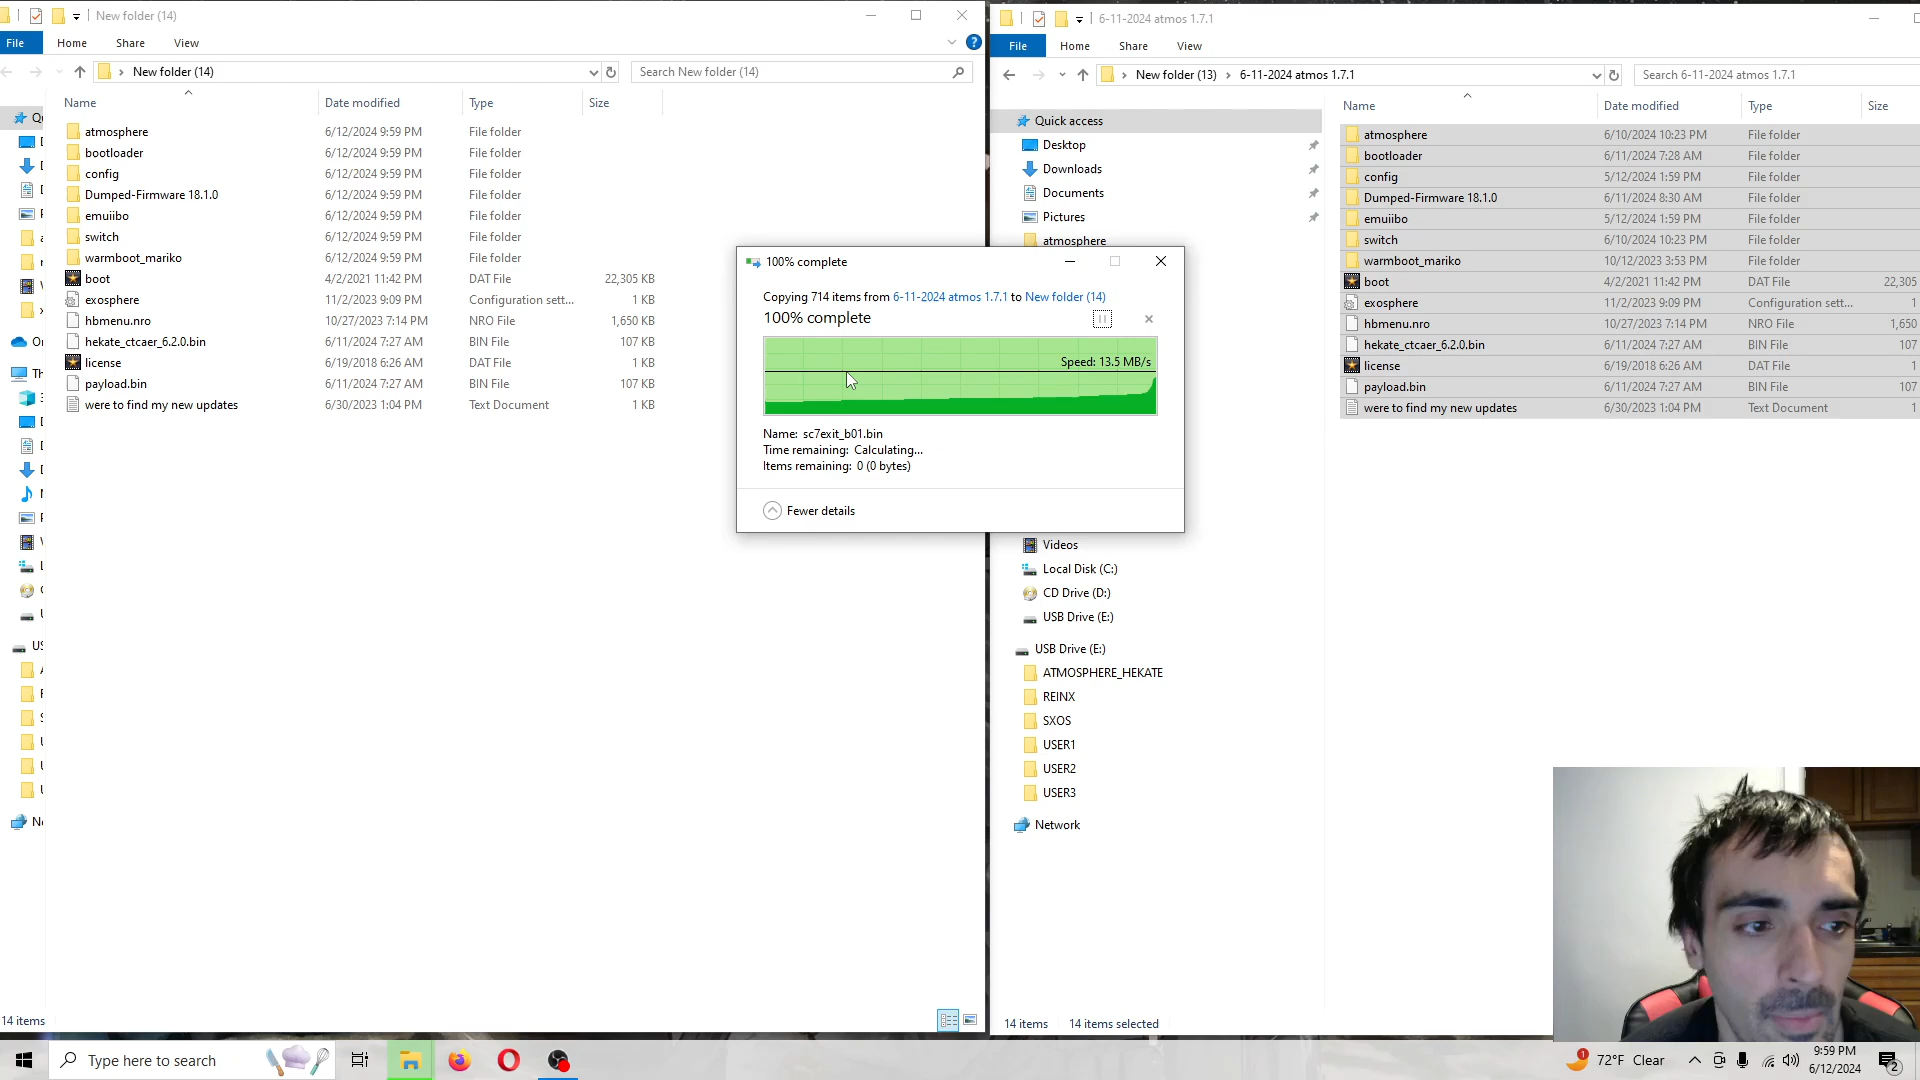 New folder (14)
File Home Share View
New folder (14)
Search New folder (14)
Name Date modified Type Size
atmosphere 6/12/2024 9:59 PM File folder
bootloader 6/12/2024 9:59 PM File folder
config 6/12/2024 9:59 PM File folder
Dumped-Firmware 18.1.0 6/12/2024 9:59 PM File folder
emuiibo 6/12/2024 9:59 PM File folder
switch 6/12/2024 9:59 PM File folder
warmboot_mariko 6/12/2024 9:59 PM File folder
boot 4/2/2021 11:42 PM DAT File 22,305 KB
exosphere 11/2/2023 9:09 PM Configuration sett... 1 KB
hbmenu.nro 10/27/2023 7:14 PM NRO File 1,650 KB
hekate_ctcaer_6.2.0.bin 6/11/2024 7:27 AM BIN File 107 KB
license 6/19/2018 6:26 AM DAT File 1 KB
payload.bin 6/11/2024 7:27 AM BIN File 107 KB
were to find my new updates 6/30/2023 1:04 PM Text Document 1 KB
14 items
100% complete
Copying 714 items from 6-11-2024 atmos 1.7.1 to New folder (14)
100% complete
Speed: 13.5 MB/s
Name: sc7exit_b01.bin
Time remaining: Calculating...
Items remaining: 0 (0 bytes)
Fewer details
6-11-2024 atmos 1.7.1
File Home Share View
New folder (13) 6-11-2024 atmos 1.7.1
Search 6-11-2024 atmos 1.7.1
Quick access
Desktop
Downloads
Documents
Pictures
atmosphere
Videos
Local Disk (C:)
CD Drive (D:)
USB Drive (E:)
USB Drive (E:)
ATMOSPHERE_HEKATE
REINX
SXOS
USER1
USER2
USER3
Network
Name Date modified Type Size
atmosphere 6/10/2024 10:23 PM File folder
bootloader 6/11/2024 7:28 AM File folder
config 5/12/2024 1:59 PM File folder
Dumped-Firmware 18.1.0 6/11/2024 8:30 AM File folder
emuiibo 5/12/2024 1:59 PM File folder
switch 6/10/2024 10:23 PM File folder
warmboot_mariko 10/12/2023 3:53 PM File folder
boot 4/2/2021 11:42 PM DAT File 22,305
exosphere 11/2/2023 9:09 PM Configuration sett... 1
hbmenu.nro 10/27/2023 7:14 PM NRO File 1,650
hekate_ctcaer_6.2.0.bin 6/11/2024 7:27 AM BIN File 107
license 6/19/2018 6:26 AM DAT File 1
payload.bin 6/11/2024 7:27 AM BIN File 107
were to find my new updates 6/30/2023 1:04 PM Text Document 1
14 items 14 items selected
Type here to search
1 72°F Clear
9:59 PM
6/12/2024
2